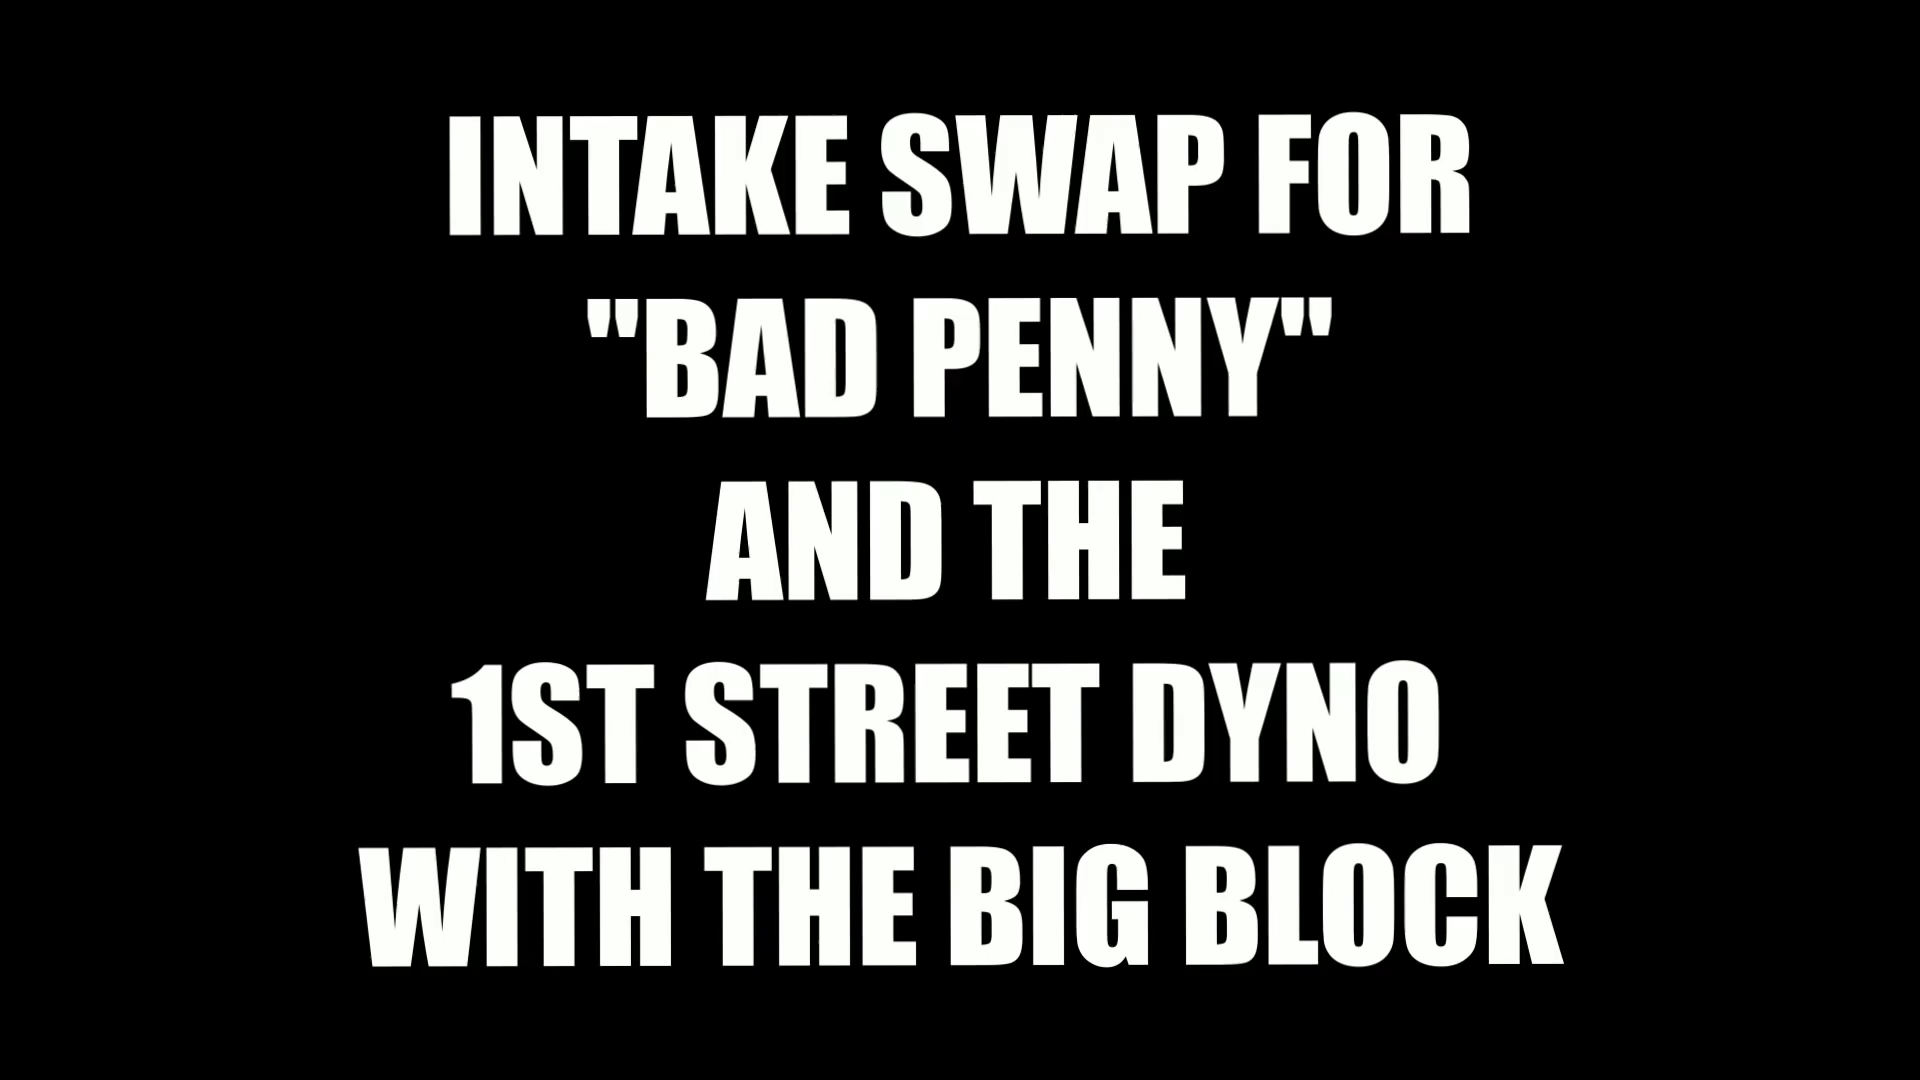 INTAKE SWAP FOR
"BAD PENNY"
AND THE
1ST STREET DYNO
WITH THE BIG BLOCK